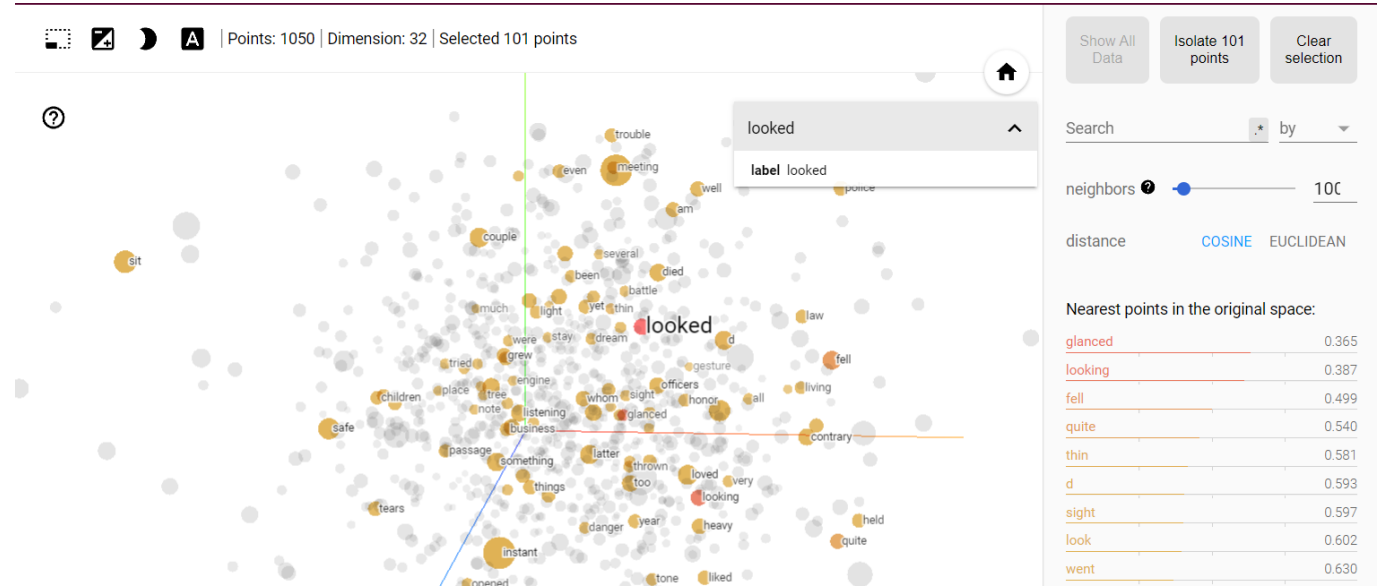 Points: 1050 | Dimension: 32 | Selected 101 points
Show All Data
Isolate 101 points
Clear selection
looked
label looked
Search
.*
by
neighbors
100
distance
COSINE
EUCLIDEAN
Nearest points in the original space:
glanced 0.365
looking 0.387
fell 0.499
quite 0.540
thin 0.581
d 0.593
sight 0.597
look 0.602
went 0.630
trouble
meeting
even
well
police
am
couple
several
sit
been
died
battle
much
light
yet
thin
looked
law
were
stay
dream
d
grew
tried
gesture
fell
engine
place
tree
officers
living
children
whom
sight
honor
all
note
listening
glanced
safe
business
contrary
passage
latter
something
thrown
loved
too
very
things
looking
tears
danger
year
heavy
held
quite
instant
opened
tone
liked